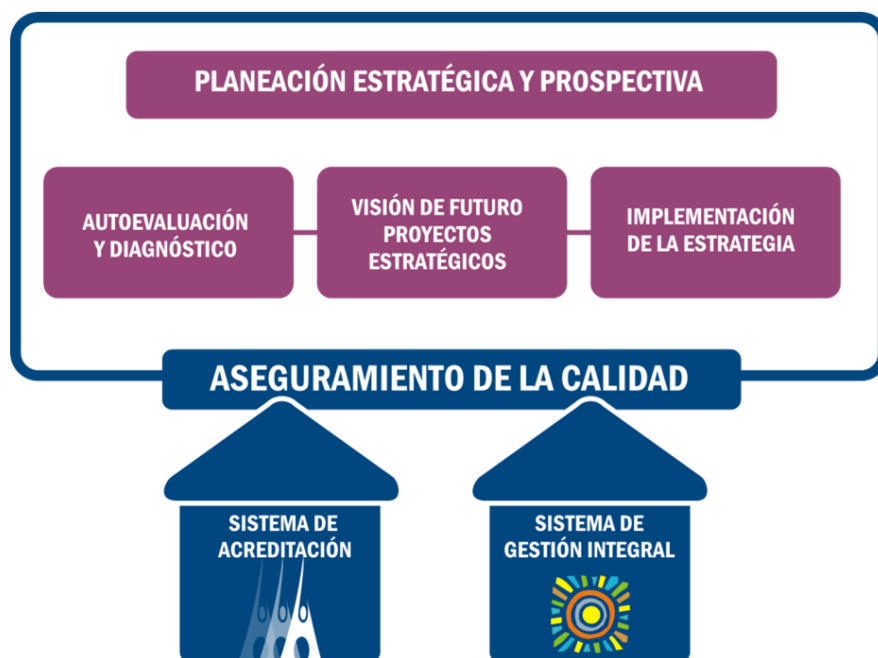 PLANEACIÓN ESTRATÉGICA Y PROSPECTIVA
AUTOEVALUACIÓN
Y DIAGNÓSTICO
VISIÓN DE FUTURO
PROYECTOS
ESTRATÉGICOS
IMPLEMENTACIÓN
DE LA ESTRATEGIA
ASEGURAMIENTO DE LA CALIDAD
SISTEMA DE
ACREDITACIÓN
SISTEMA DE
GESTIÓN INTEGRAL